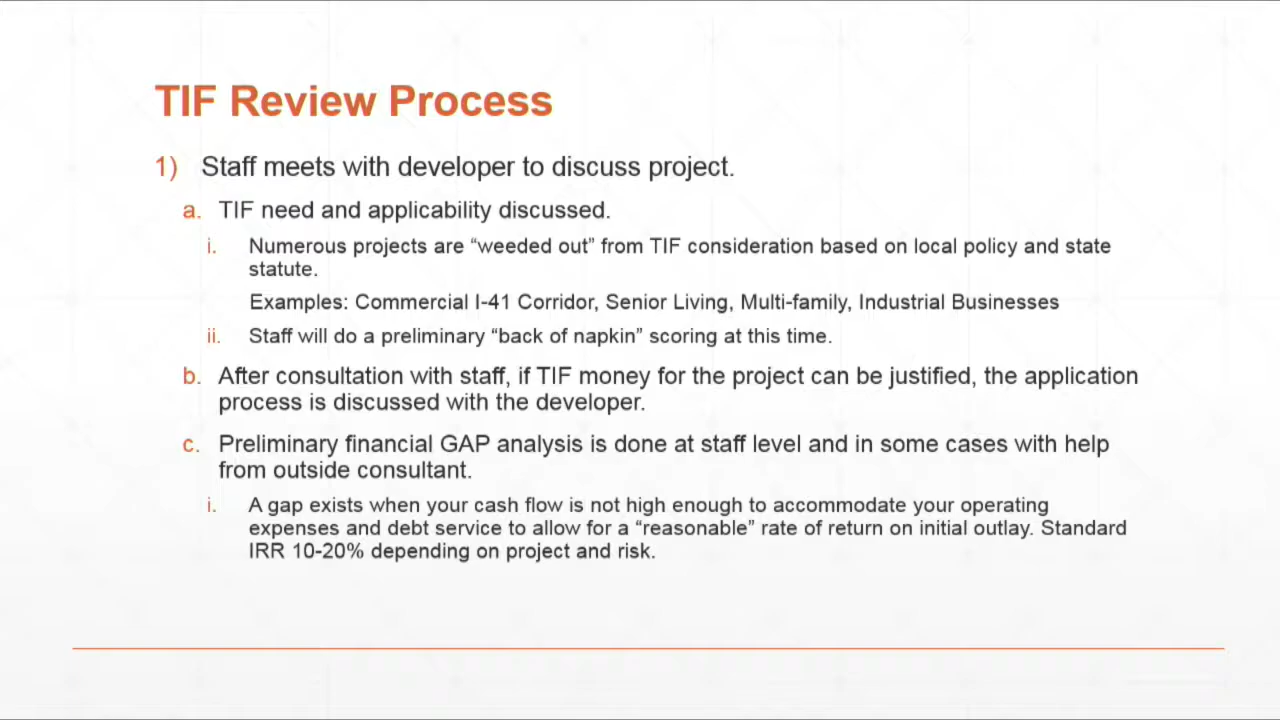 TIF Review Process
1) Staff meets with developer to discuss project.
a. TIF need and applicability discussed.
i. Numerous projects are “weeded out” from TIF consideration based on local policy and state
statute.
Examples: Commercial I-41 Corridor, Senior Living, Multi-family, Industrial Businesses
ii. Staff will do a preliminary “back of napkin” scoring at this time.
b. After consultation with staff, if TIF money for the project can be justified, the application
process is discussed with the developer.
c. Preliminary financial GAP analysis is done at staff level and in some cases with help
from outside consultant.
i. A gap exists when your cash flow is not high enough to accommodate your operating
expenses and debt service to allow for a “reasonable” rate of return on initial outlay. Standard
IRR 10-20% depending on project and risk.